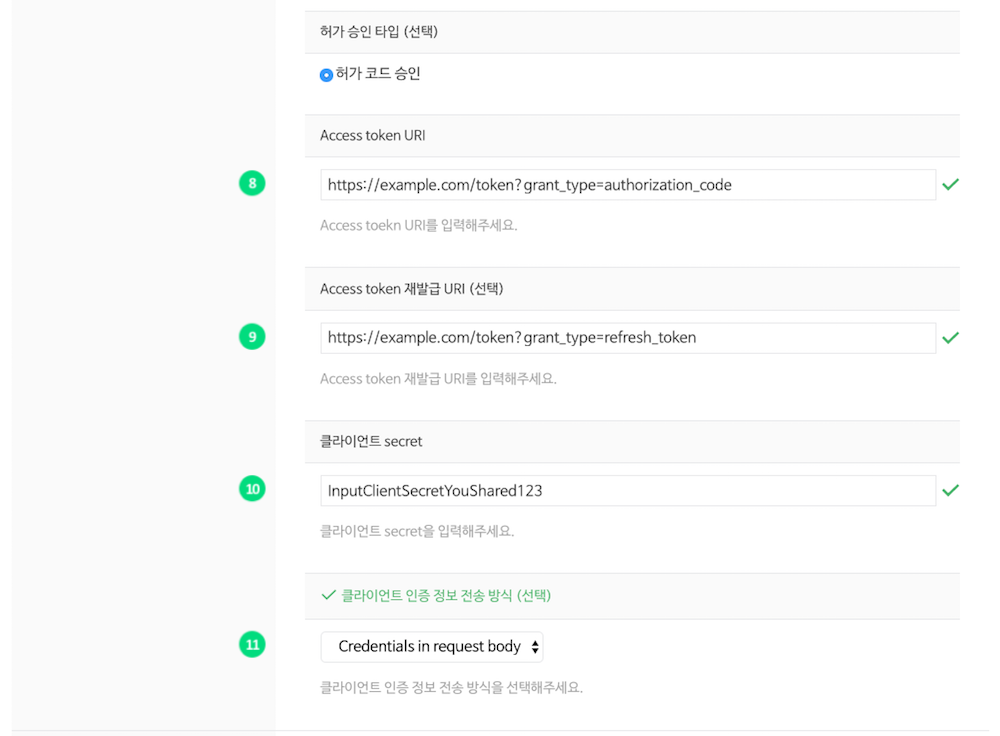 허가 승인 타입 (선택)
허가 코드 승인
Access token URI
8
https://example.com/token?grant_type=authorization_code
Access toekn URI를 입력해주세요.
Access token 재발급 URI (선택)
9
https://example.com/token?grant_type=refresh_token
Access token 재발급 URI를 입력해주세요.
클라이언트 secret
10
InputClientSecretYouShared123
클라이언트 secret을 입력해주세요.
클라이언트 인증 정보 전송 방식 (선택)
11
Credentials in request body
클라이언트 인증 정보 전송 방식을 선택해주세요.